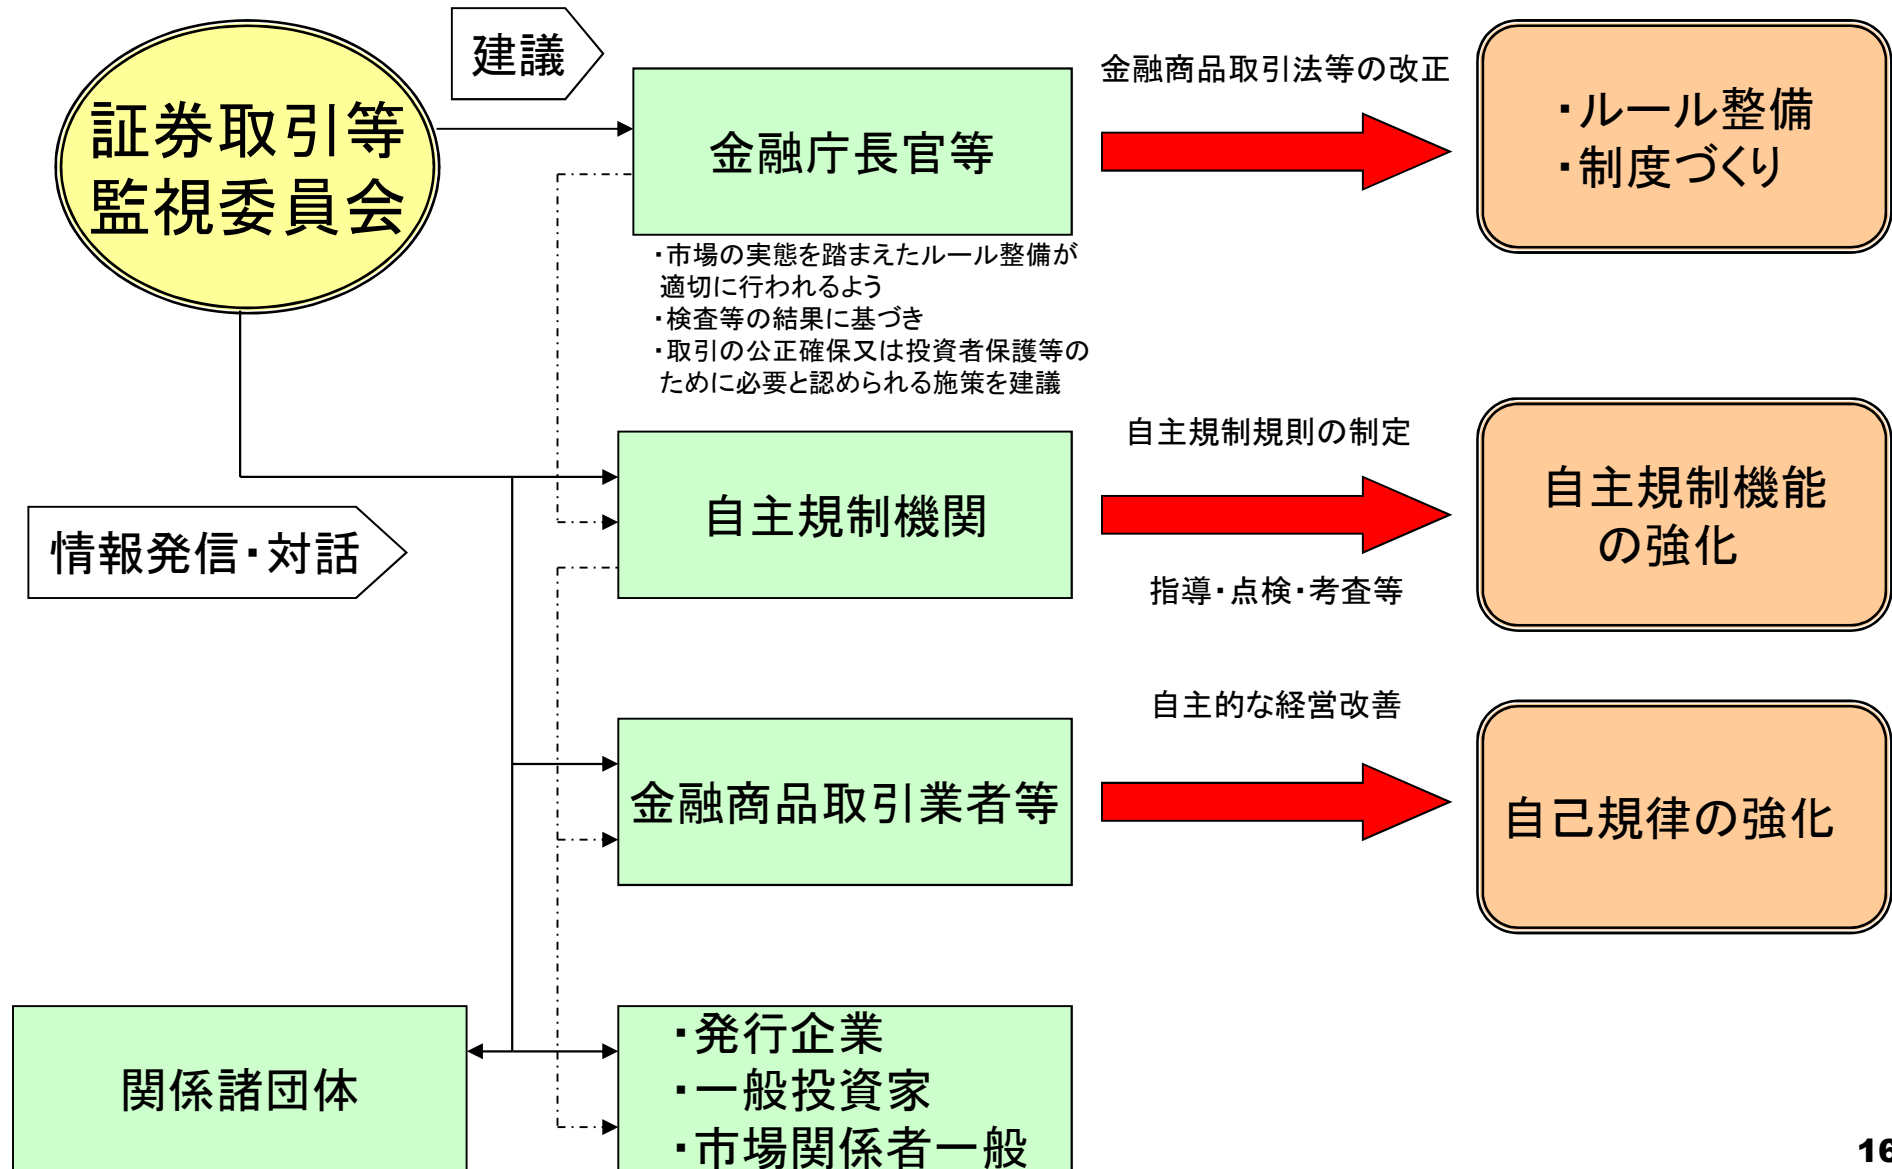 建議
証券取引等
監視委員会
金融庁長官等
金融商品取引法等の改正
・ルール整備
・制度づくり
・市場の実態を踏まえたルール整備が
適切に行われるよう
・検査等の結果に基づき
・取引の公正確保又は投資者保護等の
ために必要と認められる施策を建議
情報発信・対話
自主規制機関
自主規制規則の制定
指導・点検・考査等
自主規制機能
の強化
金融商品取引業者等
自主的な経営改善
自己規律の強化
関係諸団体
・発行企業
・一般投資家
・市場関係者一般
16